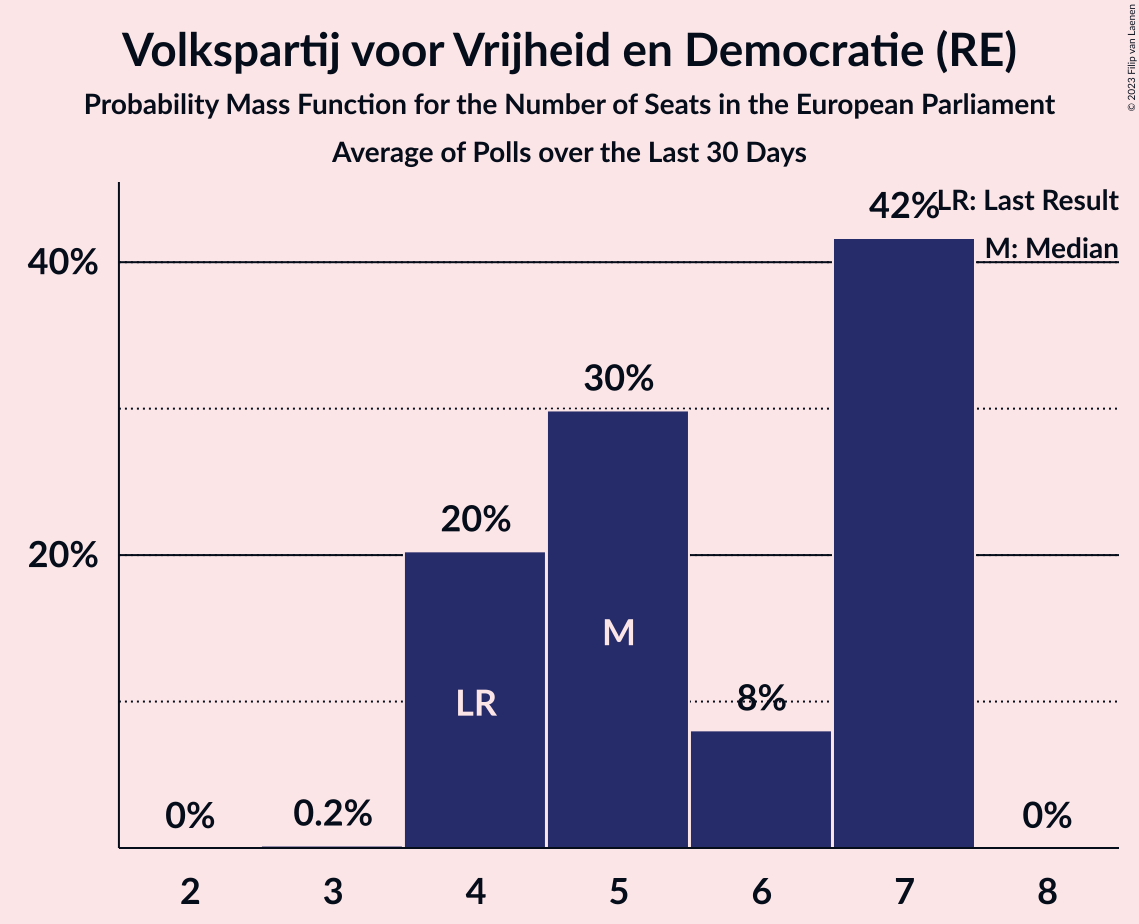 Volkspartij voor Vrijheid en Democratie (RE)
Probability Mass Function for the Number of Seats in the European Parliament
Average of Polls over the Last 30 Days
© 2023 Filip van Laenen
LR: Last Result
M: Median
42%
40%
30%
20%
20%
M
LR
8%
0%
0.2%
0%
2 3 4 5 6 7 8